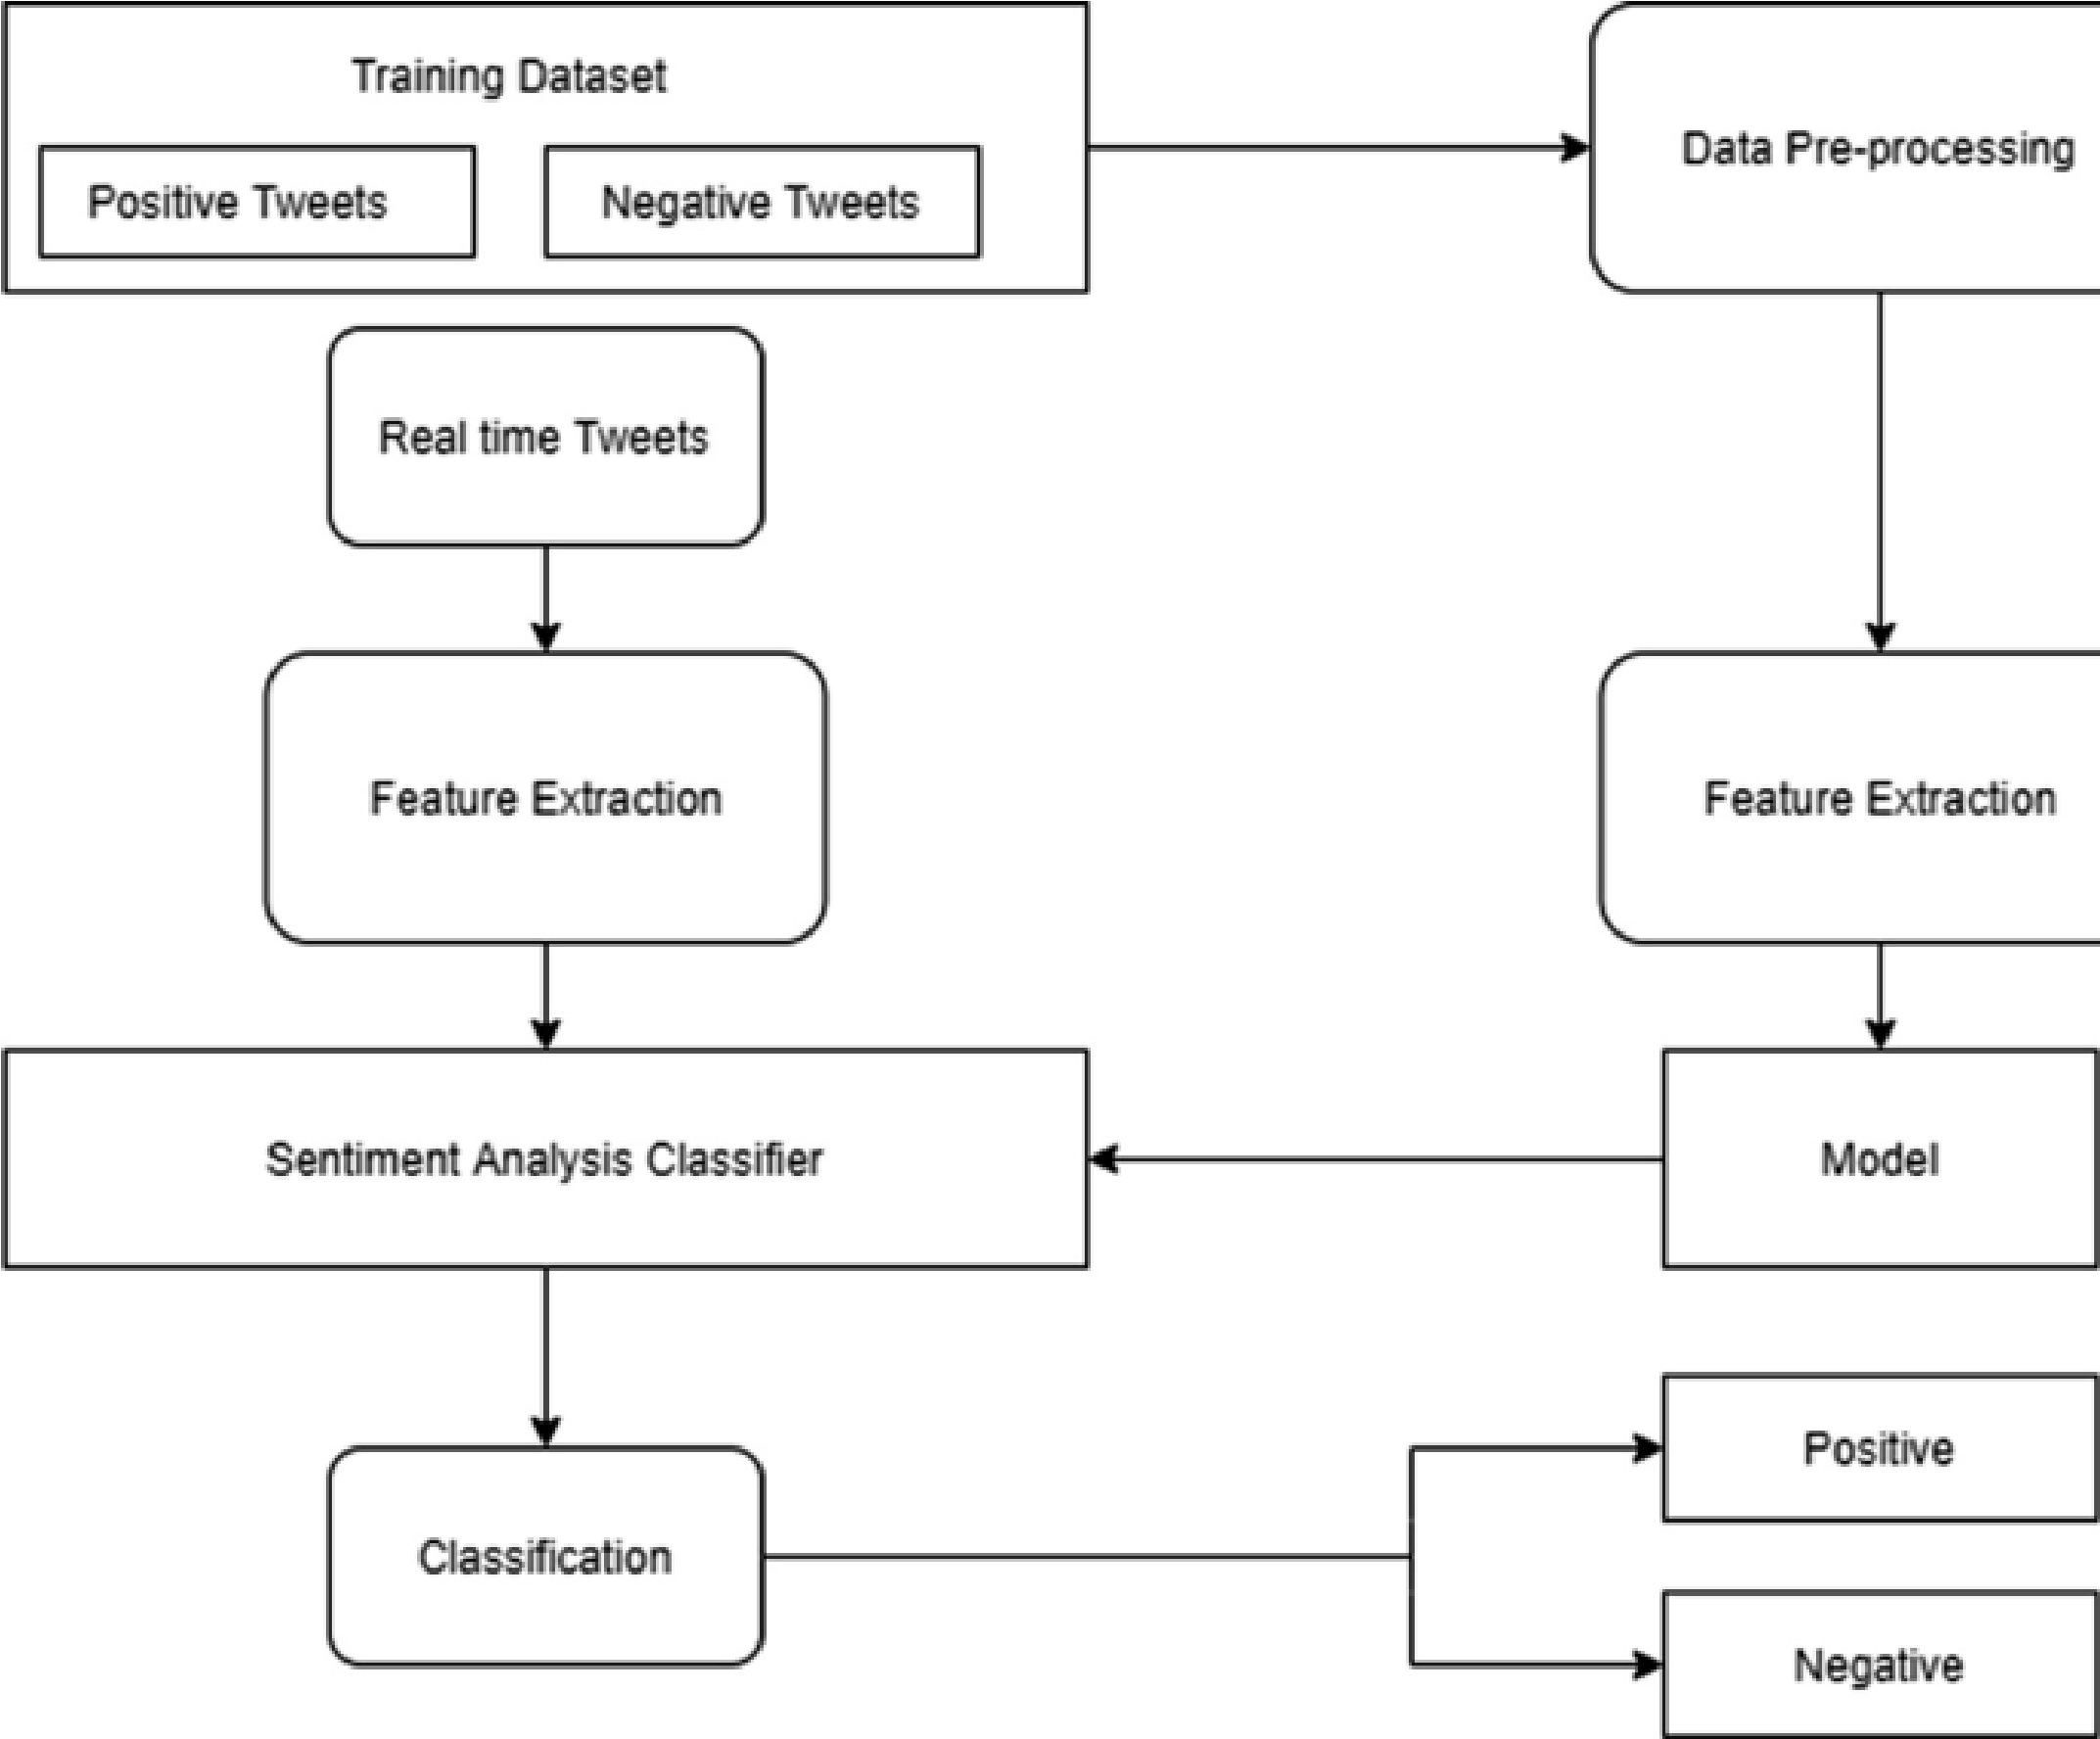 Training Dataset
Positive Tweets
Negative Tweets
Data Pre-processing
Real time Tweets
Feature Extraction
Feature Extraction
Sentiment Analysis Classifier
Model
Classification
Positive
Negative